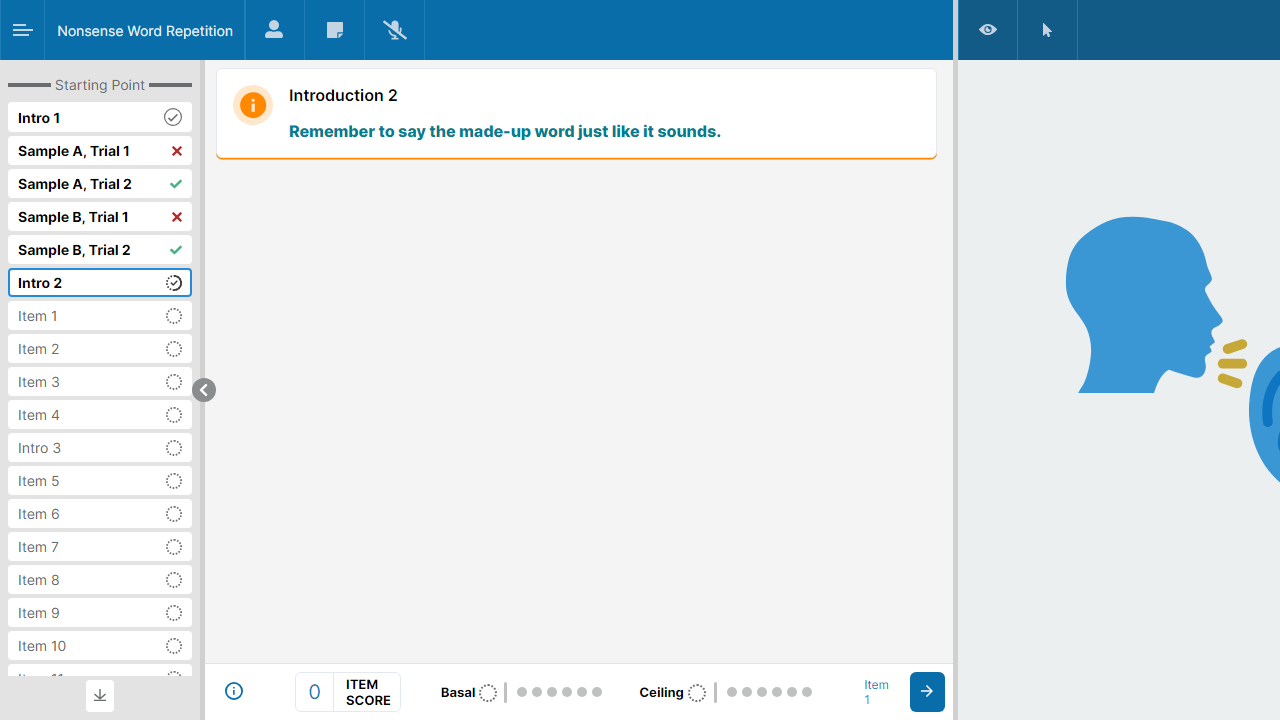 Nonsense Word Repetition
Starting Point
Intro 1
Sample A, Trial 1
Sample A, Trial 2
Sample B, Trial 1
Sample B, Trial 2
Intro 2
Item 1
Item 2
Item 3
Item 4
Intro 3
Item 5
Item 6
Item 7
Item 8
Item 9
Item 10
Introduction 2
Remember to say the made-up word just like it sounds.
0
ITEM
SCORE
Basal
Ceiling
Item
1